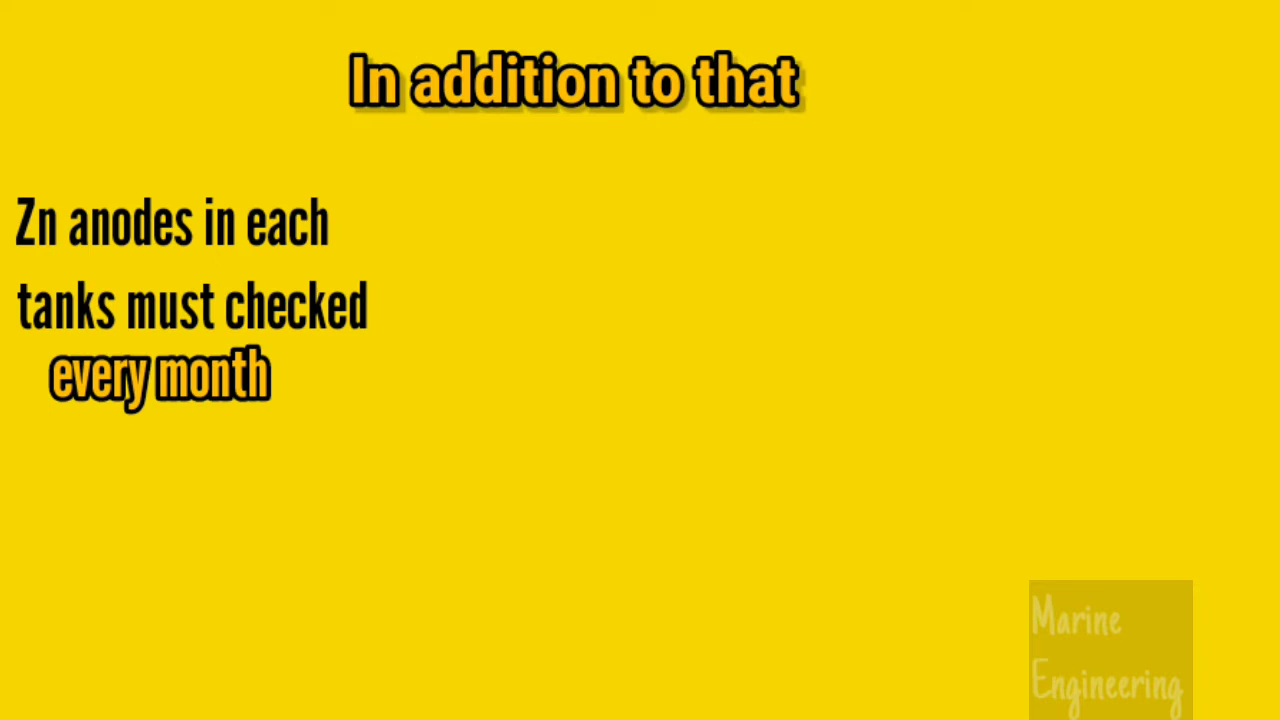 In addition to that
Zn anodes in each
tanks must checked
every month
Marine
Engineering